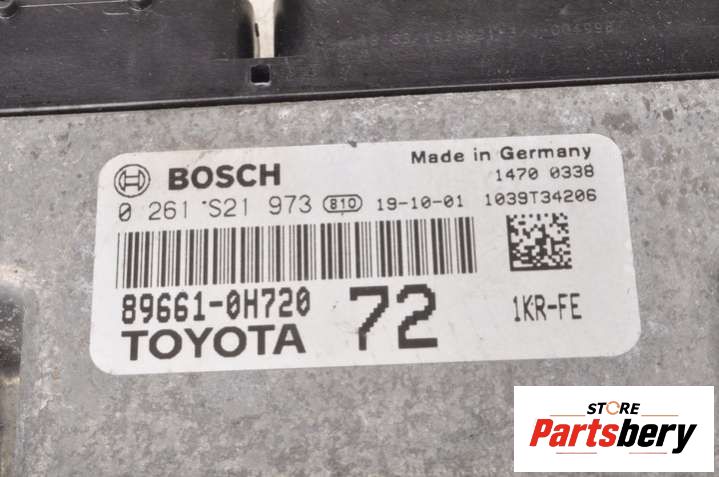 BOSCH
Made in Germany
1470 0338
0 261 S21 973 810 19-10-01 1039T34206
89661-0H720 72 1KR-FE
TOYOTA
STORE
Partsbery